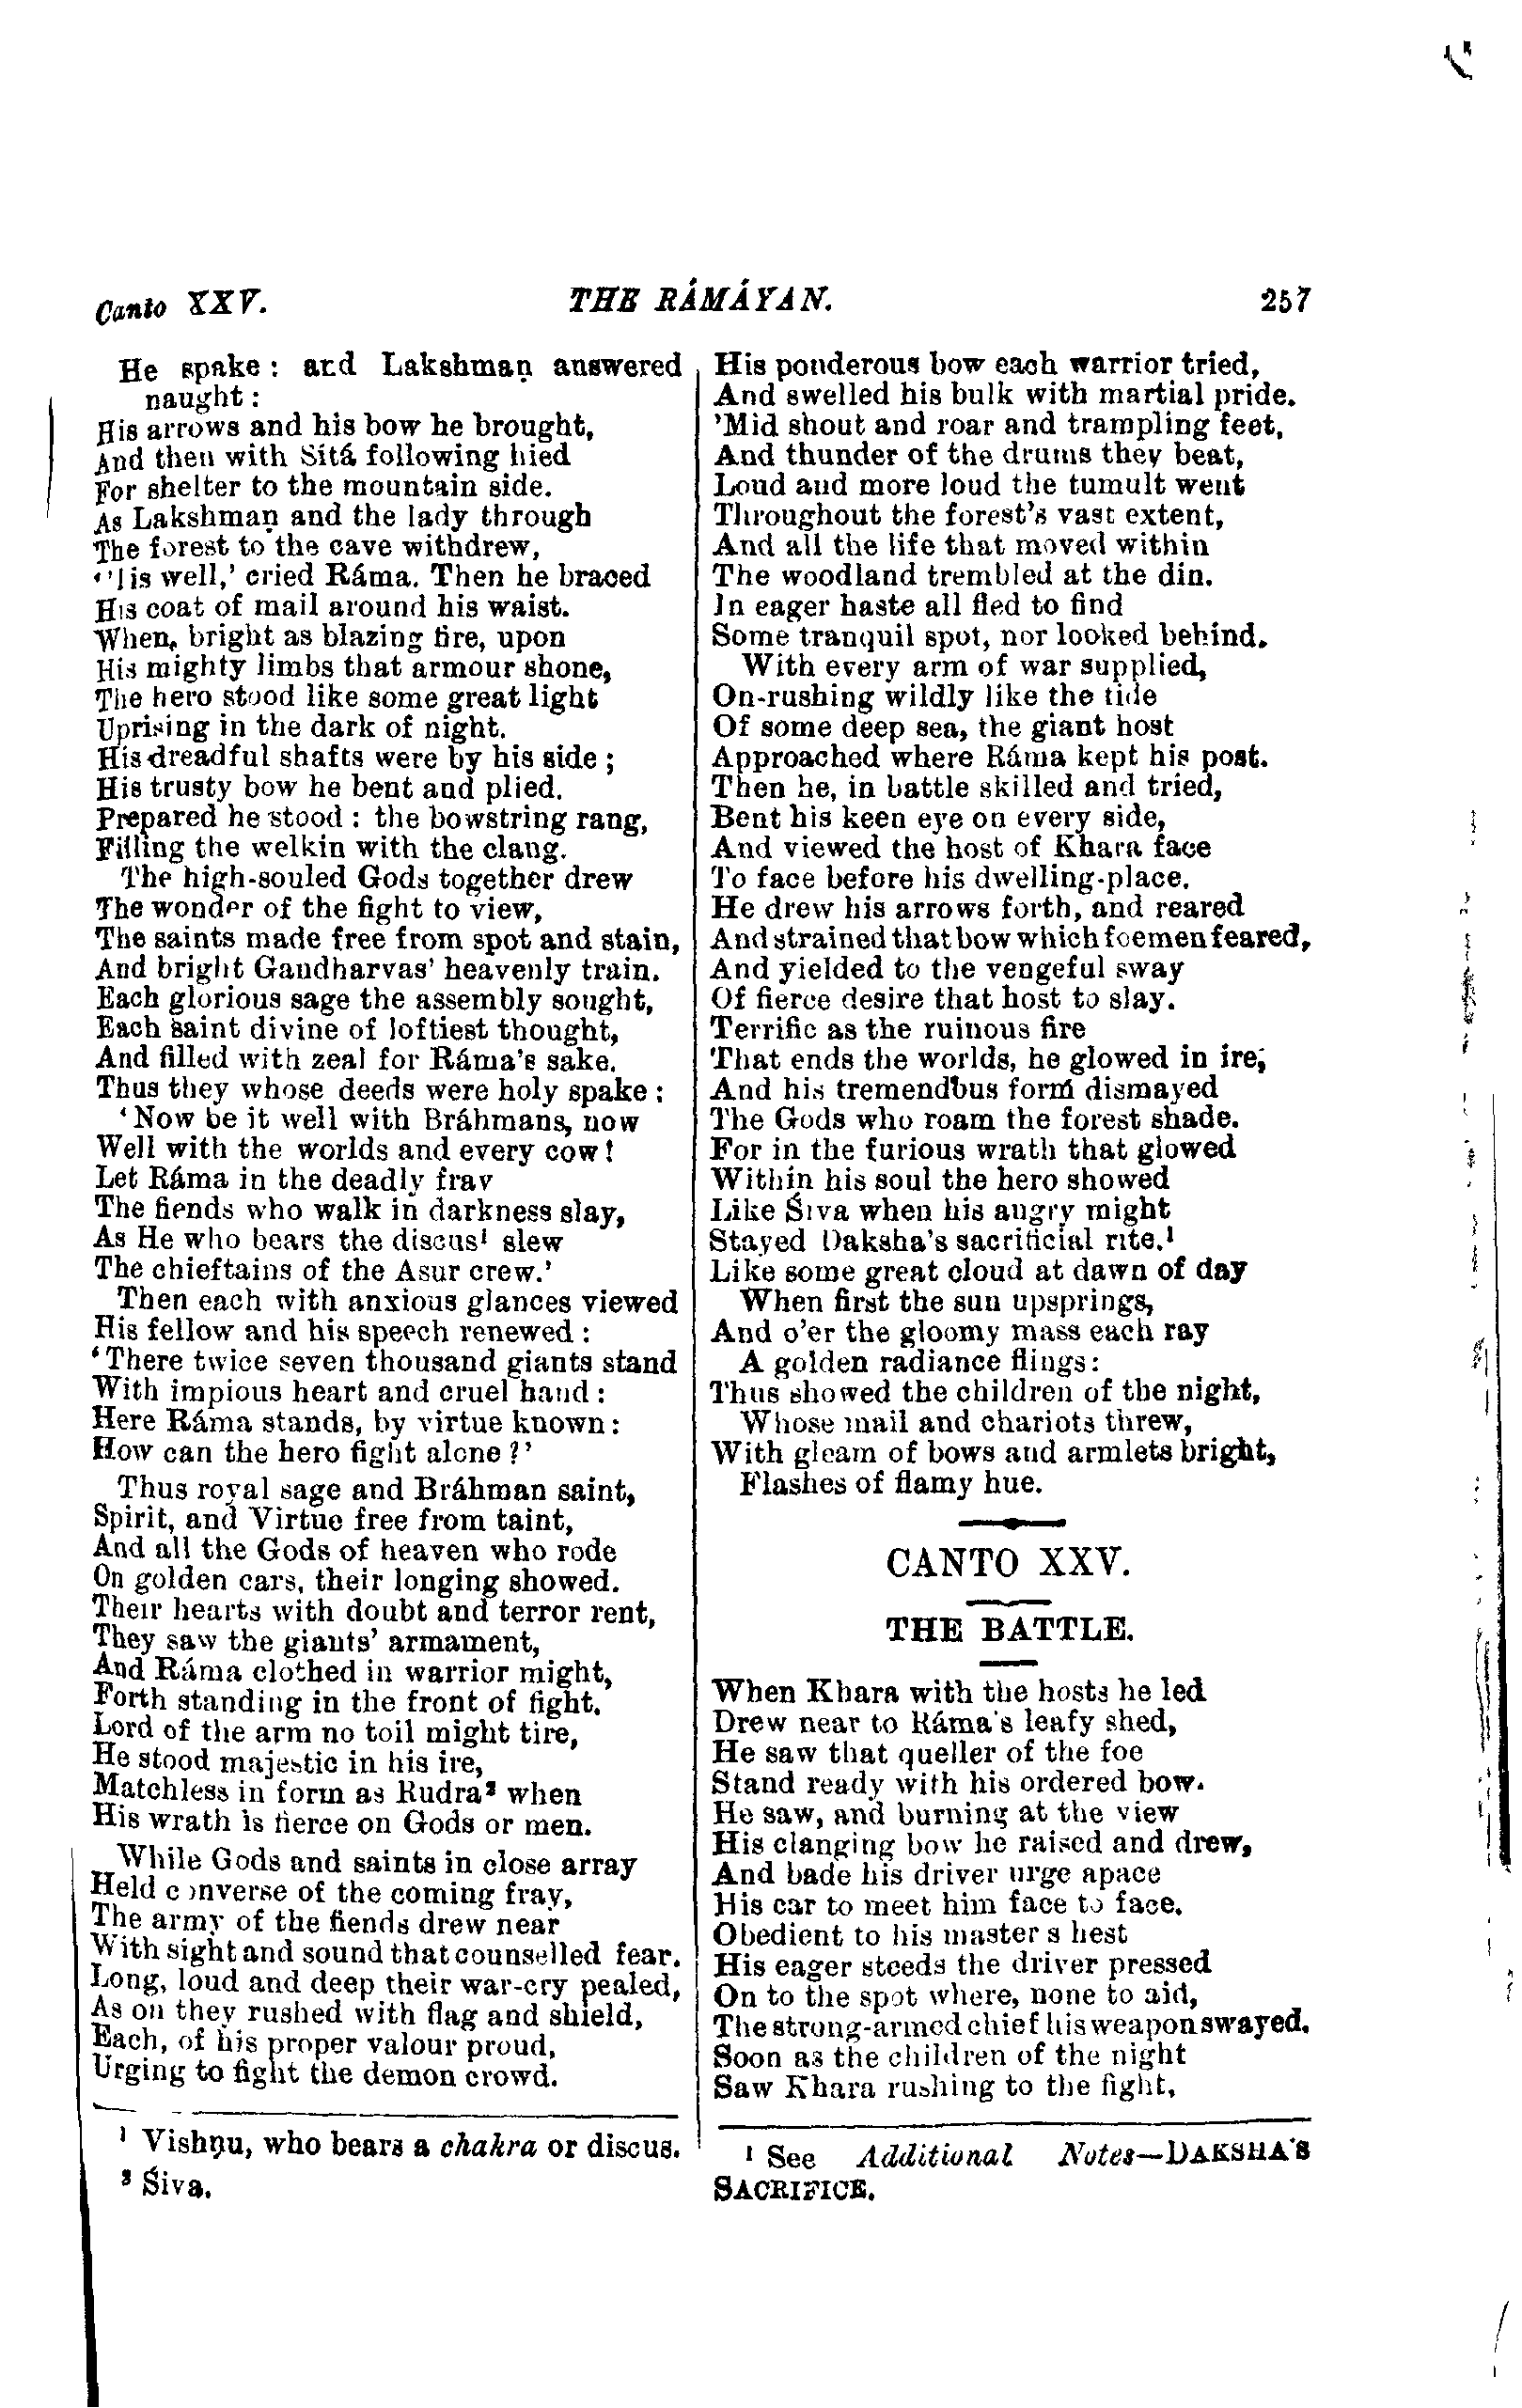 Canto XXV.
THE RÁMÁYAN.
257
He spake : and Lakshmaṇ answered
naught :
His arrows and his bow he brought,
And then with Sítá following hied
For shelter to the mountain side.
As Lakshmaṇ and the lady through
The forest to the cave withdrew,
''Tis well,' cried Ráma. Then he braced
His coat of mail around his waist.
When, bright as blazing fire, upon
His mighty limbs that armour shone,
The hero stood like some great light
Uprising in the dark of night.
His dreadful shafts were by his side ;
His trusty bow he bent and plied.
Prepared he stood : the bowstring rang,
Filling the welkin with the clang.
The high-souled Gods together drew
The wonder of the fight to view,
The saints made free from spot and stain,
And bright Gandharvas' heavenly train.
Each glorious sage the assembly sought,
Each saint divine of loftiest thought,
And filled with zeal for Ráma's sake.
Thus they whose deeds were holy spake :
'Now be it well with Bráhmans, now
Well with the worlds and every cow !
Let Ráma in the deadly fray
The fiends who walk in darkness slay,
As He who bears the discus¹ slew
The chieftains of the Asur crew.'
Then each with anxious glances viewed
His fellow and his speech renewed :
'There twice seven thousand giants stand
With impious heart and cruel hand :
Here Ráma stands, by virtue known :
How can the hero fight alone ?'
Thus royal sage and Bráhman saint,
Spirit, and Virtue free from taint,
And all the Gods of heaven who rode
On golden cars, their longing showed.
Their hearts with doubt and terror rent,
They saw the giants' armament,
And Ráma clothed in warrior might,
Forth standing in the front of fight.
Lord of the arm no toil might tire,
He stood majestic in his ire,
Matchless in form as Rudra² when
His wrath is fierce on Gods or men.
While Gods and saints in close array
Held converse of the coming fray,
The army of the fiends drew near
With sight and sound that counselled fear.
Long, loud and deep their war-cry pealed,
As on they rushed with flag and shield,
Each, of his proper valour proud,
Urging to fight the demon crowd.
¹ Vishṇu, who bears a chakra or discus.
² Śiva.
His ponderous bow each warrior tried,
And swelled his bulk with martial pride.
'Mid shout and roar and trampling feet,
And thunder of the drums they beat,
Loud and more loud the tumult went
Throughout the forest's vast extent,
And all the life that moved within
The woodland trembled at the din.
In eager haste all fled to find
Some tranquil spot, nor looked behind.
With every arm of war supplied,
On-rushing wildly like the tide
Of some deep sea, the giant host
Approached where Ráma kept his post.
Then he, in battle skilled and tried,
Bent his keen eye on every side,
And viewed the host of Khara face
To face before his dwelling-place.
He drew his arrows forth, and reared
And strained that bow which foemen feared,
And yielded to the vengeful sway
Of fierce desire that host to slay.
Terrific as the ruinous fire
That ends the worlds, he glowed in ire,
And his tremendous form dismayed
The Gods who roam the forest shade.
For in the furious wrath that glowed
Within his soul the hero showed
Like Śiva when his angry might
Stayed Daksha's sacrificial rite.¹
Like some great cloud at dawn of day
When first the sun upsprings,
And o'er the gloomy mass each ray
A golden radiance flings :
Thus showed the children of the night,
Whose mail and chariots threw,
With gleam of bows and armlets bright,
Flashes of flamy hue.
CANTO XXV.
THE BATTLE.
When Khara with the hosts he led
Drew near to Ráma's leafy shed,
He saw that queller of the foe
Stand ready with his ordered bow.
He saw, and burning at the view
His clanging bow he raised and drew,
And bade his driver urge apace
His car to meet him face to face.
Obedient to his master s hest
His eager steeds the driver pressed
On to the spot where, none to aid,
The strong-armed chief his weapon swayed.
Soon as the children of the night
Saw Khara rushing to the fight,
¹ See Additional Notes—DAKSHA'S
SACRIFICE.